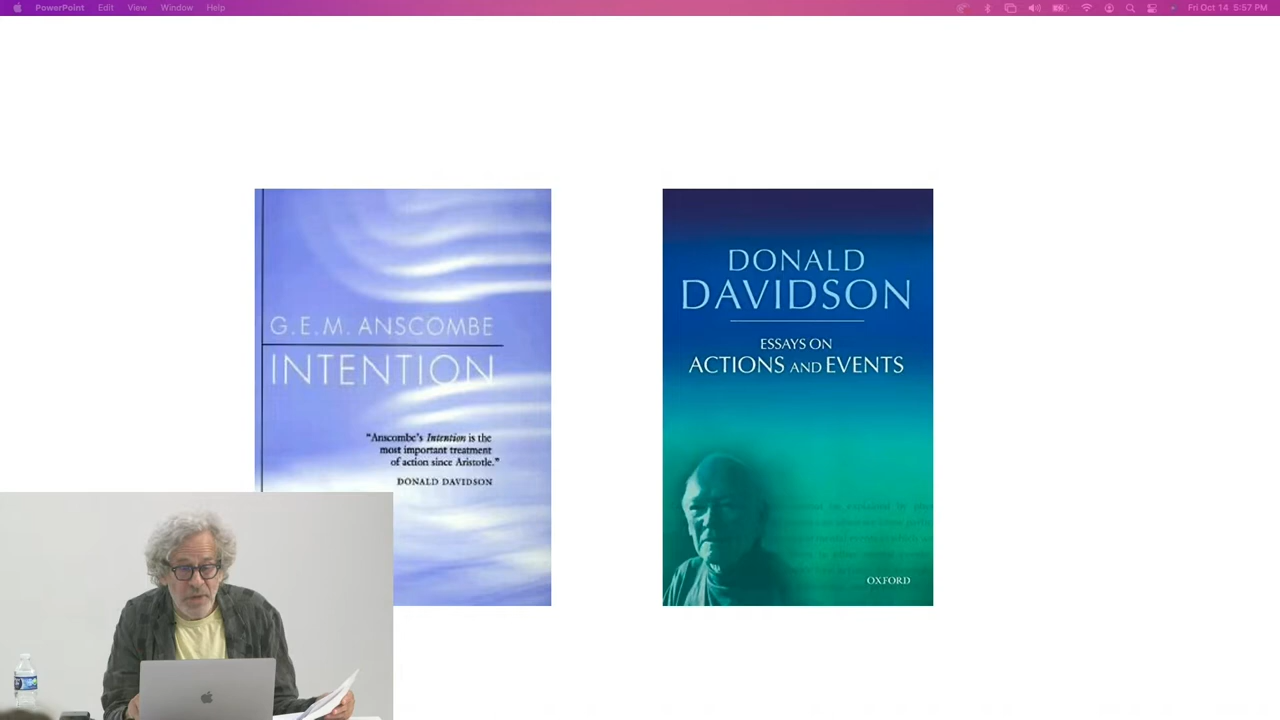 PowerPoint Edit View Window Help Fri Oct 14 5:57 PM
G.E.M. ANSCOMBE
INTENTION
"Anscombe's Intention is the
most important treatment
of action since Aristotle."
DONALD DAVIDSON
DONALD
DAVIDSON
ESSAYS ON
ACTIONS AND EVENTS
OXFORD